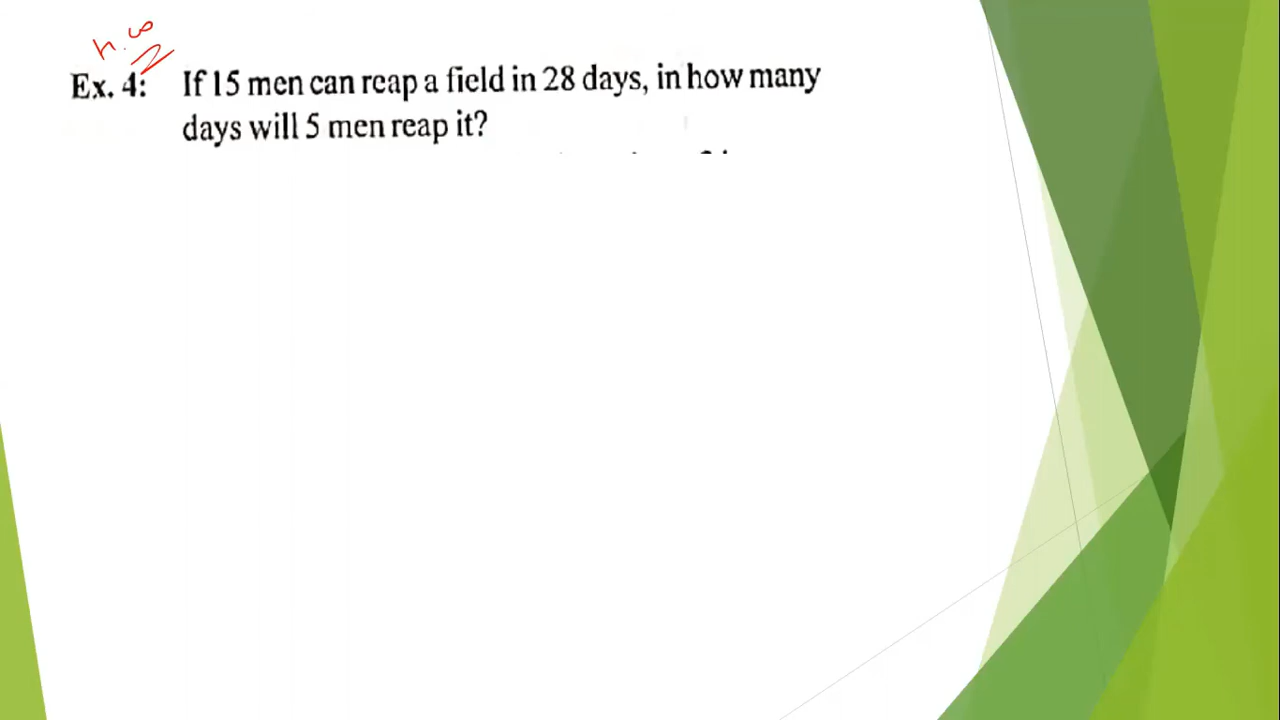 h.w
Ex. 4: If 15 men can reap a field in 28 days, in how many
days will 5 men reap it?